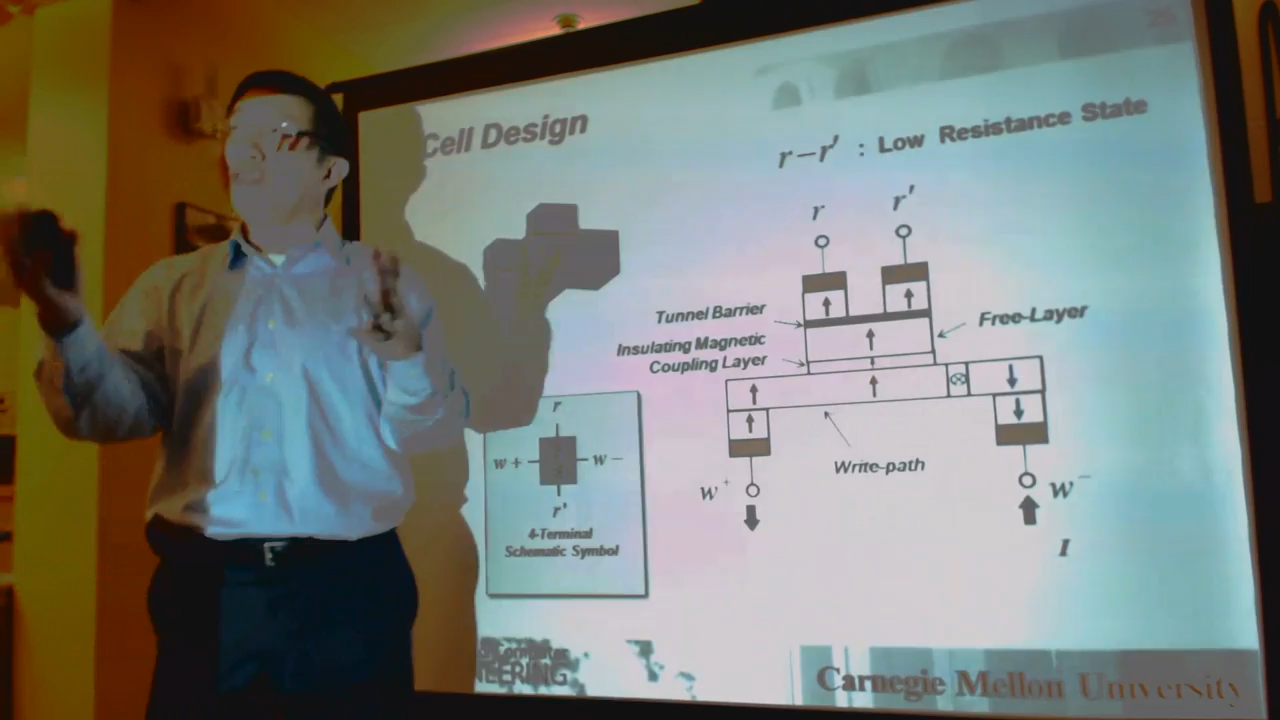 25
Cell Design
r – r' : Low Resistance State
r
r'
Tunnel Barrier
Free-Layer
Insulating Magnetic
Coupling Layer
Write-path
w +
w –
I
r
w + w –
r'
4-Terminal
Schematic Symbol
Carnegie Mellon University